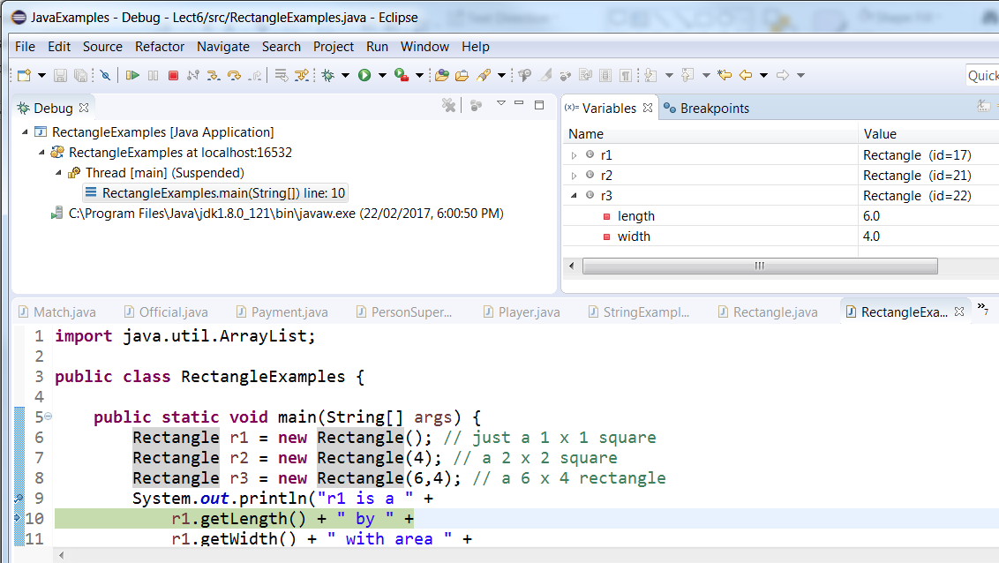 JavaExamples - Debug - Lect6/src/RectangleExamples.java - Eclipse
File Edit Source Refactor Navigate Search Project Run Window Help
Quick
Debug
RectangleExamples [Java Application]
RectangleExamples at localhost:16532
Thread [main] (Suspended)
RectangleExamples.main(String[]) line: 10
C:\Program Files\Java\jdk1.8.0_121\bin\javaw.exe (22/02/2017, 6:00:50 PM)
(x)= Variables Breakpoints
Name Value
r1 Rectangle (id=17)
r2 Rectangle (id=21)
r3 Rectangle (id=22)
length 6.0
width 4.0
Match.java Official.java Payment.java PersonSuper... Player.java StringExampl... Rectangle.java RectangleExa... »7
1 import java.util.ArrayList;
2
3 public class RectangleExamples {
4
5 public static void main(String[] args) {
6 Rectangle r1 = new Rectangle(); // just a 1 x 1 square
7 Rectangle r2 = new Rectangle(4); // a 2 x 2 square
8 Rectangle r3 = new Rectangle(6,4); // a 6 x 4 rectangle
9 System.out.println("r1 is a " +
10 r1.getLength() + " by " +
11 r1.getWidth() + " with area " +